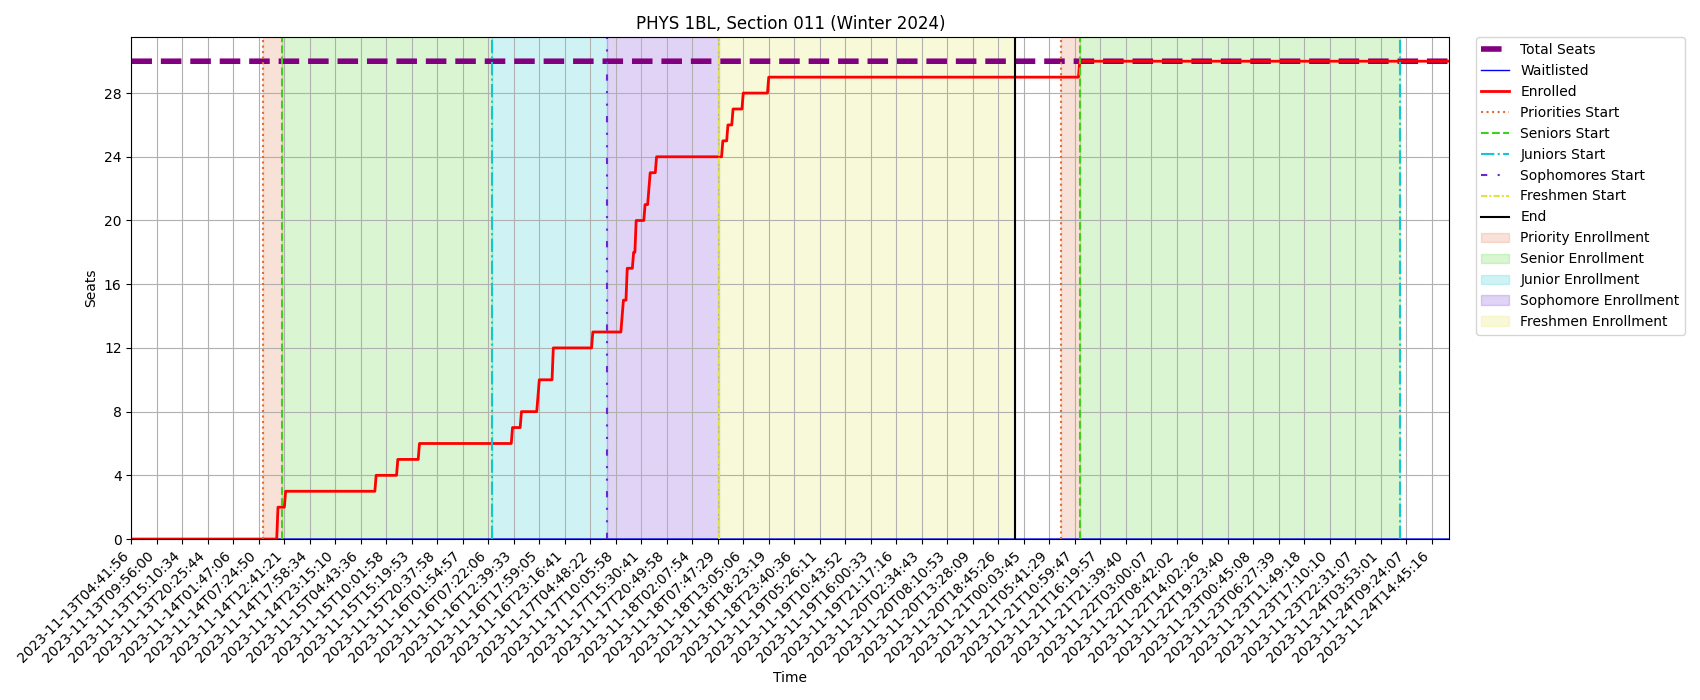 PHYS 1BL, Section 011 (Winter 2024)
Seats
28
24
20
16
12
8
4
0
2023-11-13T04:41:56
2023-11-13T09:56:00
2023-11-13T15:10:34
2023-11-13T20:25:44
2023-11-14T01:47:06
2023-11-14T07:24:50
2023-11-14T12:41:21
2023-11-14T17:58:34
2023-11-14T23:15:10
2023-11-15T04:43:36
2023-11-15T10:01:58
2023-11-15T15:19:53
2023-11-15T20:37:58
2023-11-16T01:54:57
2023-11-16T07:22:06
2023-11-16T12:39:33
2023-11-16T17:59:05
2023-11-16T23:16:41
2023-11-17T04:48:22
2023-11-17T10:05:58
2023-11-17T15:30:41
2023-11-17T20:49:58
2023-11-18T02:07:54
2023-11-18T07:47:29
2023-11-18T13:05:06
2023-11-18T18:23:19
2023-11-18T23:40:36
2023-11-19T05:26:11
2023-11-19T10:43:52
2023-11-19T16:00:33
2023-11-19T21:17:16
2023-11-20T02:34:43
2023-11-20T08:10:53
2023-11-20T13:28:09
2023-11-20T18:45:26
2023-11-21T00:03:45
2023-11-21T05:41:29
2023-11-21T10:59:47
2023-11-21T16:19:57
2023-11-21T21:39:40
2023-11-22T03:00:07
2023-11-22T08:42:02
2023-11-22T14:02:26
2023-11-22T19:23:40
2023-11-23T00:45:08
2023-11-23T06:27:39
2023-11-23T11:49:18
2023-11-23T17:10:10
2023-11-23T22:31:07
2023-11-24T03:53:01
2023-11-24T09:24:07
2023-11-24T14:45:16
Time
Total Seats
Waitlisted
Enrolled
Priorities Start
Seniors Start
Juniors Start
Sophomores Start
Freshmen Start
End
Priority Enrollment
Senior Enrollment
Junior Enrollment
Sophomore Enrollment
Freshmen Enrollment